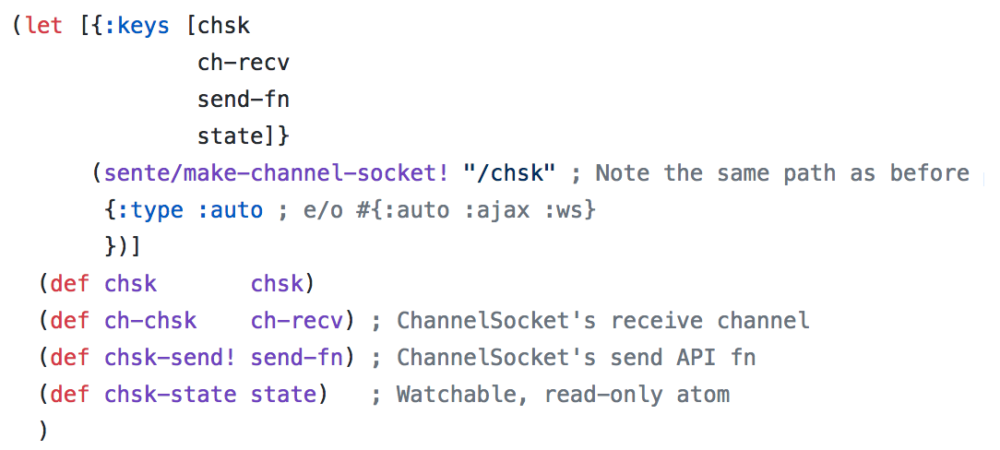 (let [{:keys [chsk
              ch-recv
              send-fn
              state]}
      (sente/make-channel-socket! "/chsk" ; Note the same path as before
       {:type :auto ; e/o #{:auto :ajax :ws}
       })]
  (def chsk       chsk)
  (def ch-chsk    ch-recv) ; ChannelSocket's receive channel
  (def chsk-send! send-fn) ; ChannelSocket's send API fn
  (def chsk-state state)   ; Watchable, read-only atom
  )